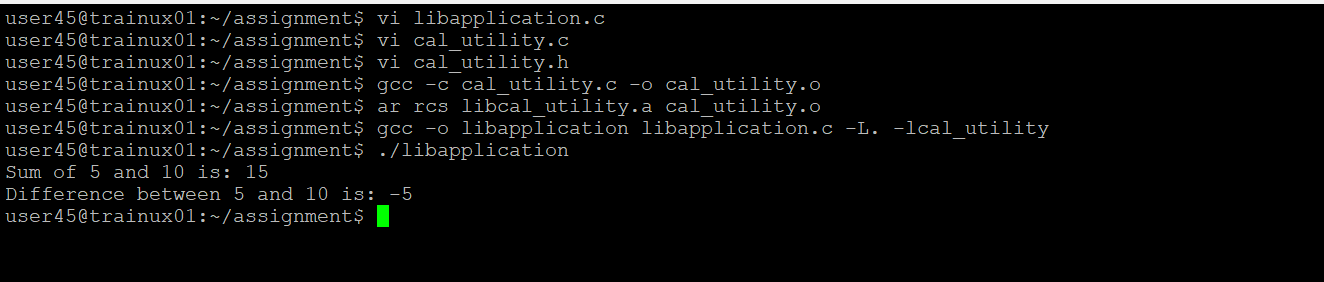 user45@trainux01:~/assignment$ vi libapplication.c
user45@trainux01:~/assignment$ vi cal_utility.c
user45@trainux01:~/assignment$ vi cal_utility.h
user45@trainux01:~/assignment$ gcc -c cal_utility.c -o cal_utility.o
user45@trainux01:~/assignment$ ar rcs libcal_utility.a cal_utility.o
user45@trainux01:~/assignment$ gcc -o libapplication libapplication.c -L. -lcal_utility
user45@trainux01:~/assignment$ ./libapplication
Sum of 5 and 10 is: 15
Difference between 5 and 10 is: -5
user45@trainux01:~/assignment$